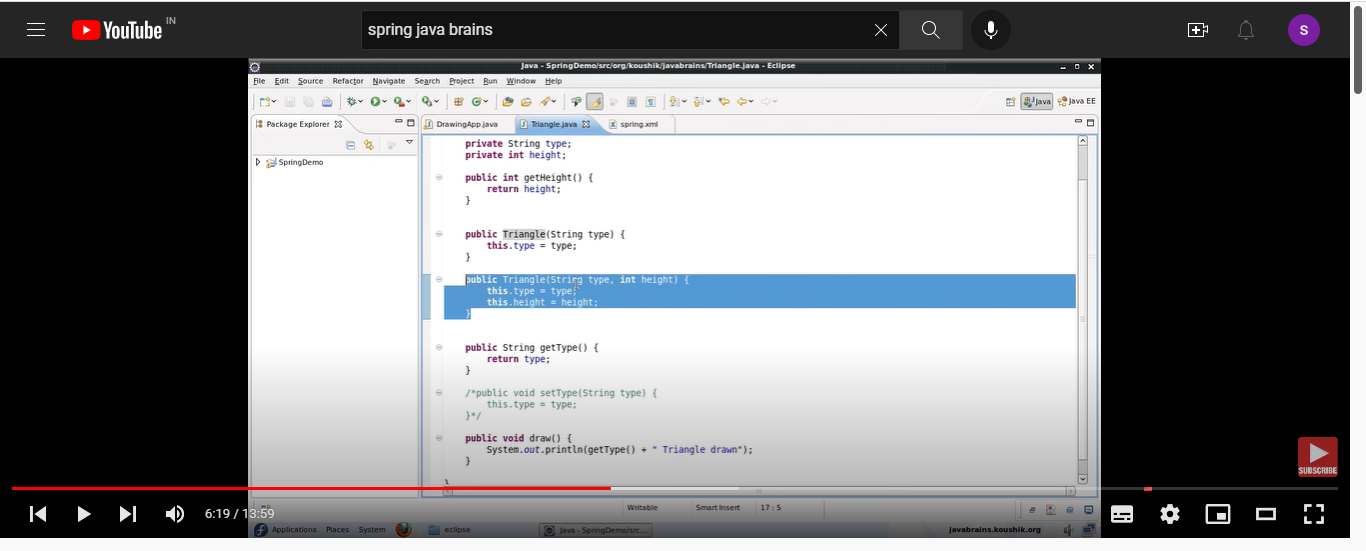 YouTube IN
spring java brains
S
Java - SpringDemo/src/org/koushik/javabrains/Triangle.java - Eclipse
File Edit Source Refactor Navigate Search Project Run Window Help
Java Java EE
Package Explorer
DrawingApp.java Triangle.java spring.xml
SpringDemo
private String type;
private int height;
public int getHeight() {
return height;
}
public Triangle(String type) {
this.type = type;
}
public Triangle(String type, int height) {
this.type = type;
this.height = height;
}
public String getType() {
return type;
}
/*public void setType(String type) {
this.type = type;
}*/
public void draw() {
System.out.println(getType() + " Triangle drawn");
}
}
SUBSCRIBE
Writable Smart Insert 17 : 5
6:19 / 13:59
Applications Places System eclipse Java - SpringDemo/src... javabrains.koushik.org